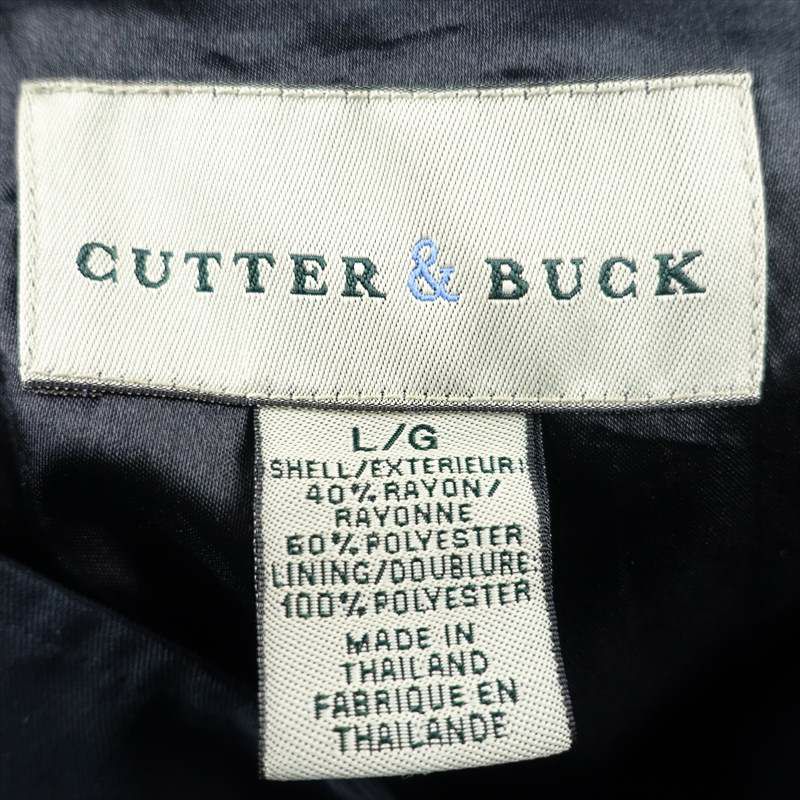 CUTTER & BUCK
L/G
SHELL/EXTERIEUR:
40% RAYON/
RAYONNE
60% POLYESTER
LINING/DOUBLURE
100% POLYESTER
MADE IN
THAILAND
FABRIQUE EN
THAILANDE